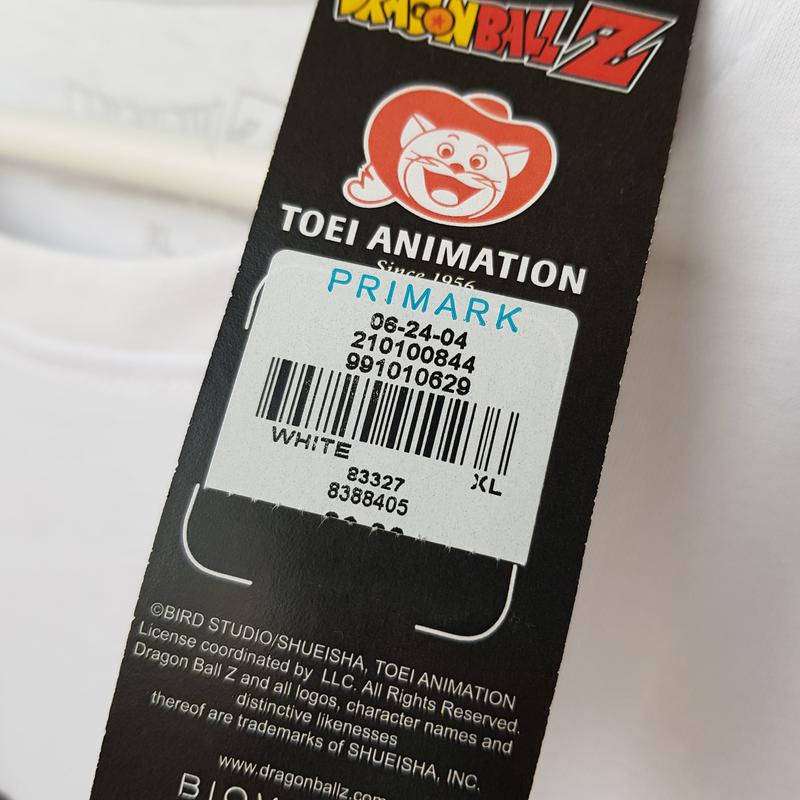 DRAGON BALL Z
TOEI ANIMATION
Since 1956
PRIMARK
06-24-04
210100844
991010629
WHITE XL
83327
8388405
©BIRD STUDIO/SHUEISHA, TOEI ANIMATION
License coordinated by LLC. All Rights Reserved.
Dragon Ball Z and all logos, character names and
distinctive likenesses
thereof are trademarks of SHUEISHA, INC.
www.dragonballz.com
XL